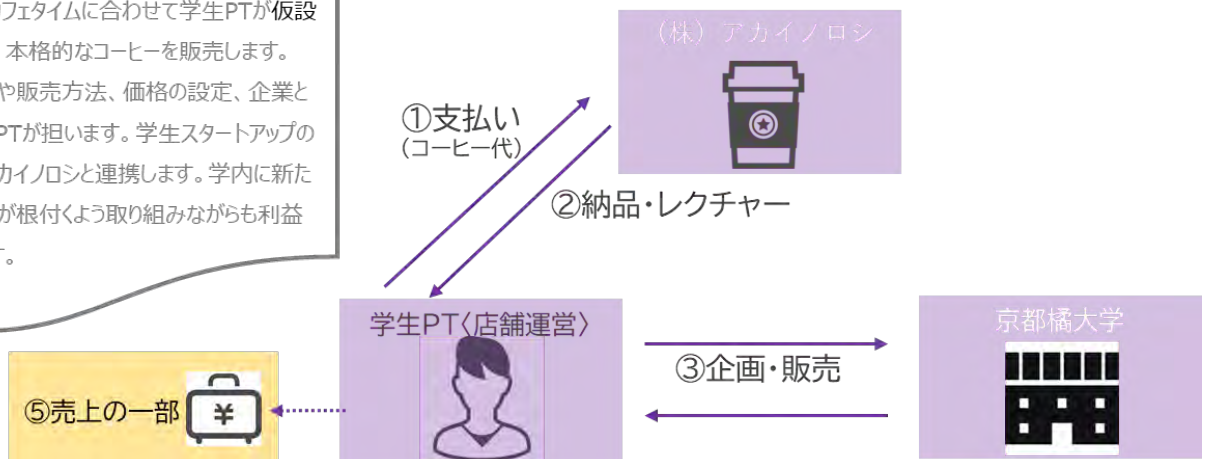 フェタイムに合わせて学生PTが仮設
本格的なコーヒーを販売します。
や販売方法、価格の設定、企業と
PTが担います。学生スタートアップの
カイノロシと連携します。学内に新た
が根付くよう取り組みながらも利益
す。
(株)アカイノロシ
①支払い
(コーヒー代)
②納品・レクチャー
学生PT〈店舗運営〉
京都橘大学
③企画・販売
⑤売上の一部
¥